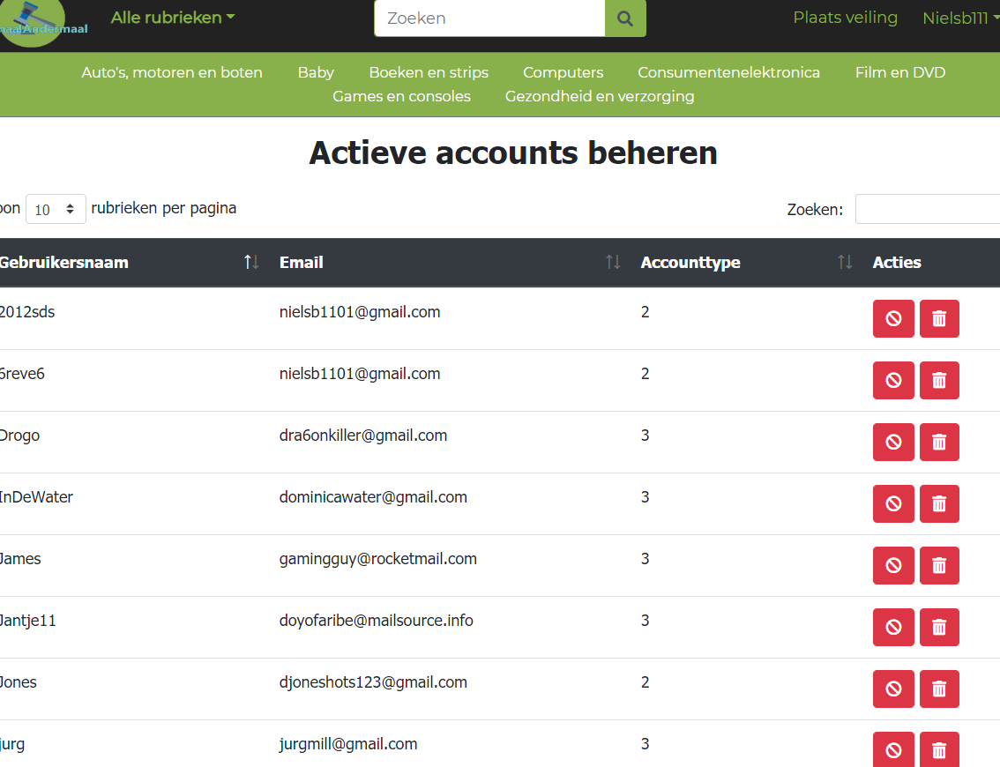 Alle rubrieken
Zoeken
Plaats veiling
Nielsb111
Auto's, motoren en boten Baby Boeken en strips Computers Consumentenelektronica Film en DVD
Games en consoles Gezondheid en verzorging
Actieve accounts beheren
oon 10 rubrieken per pagina Zoeken:
Gebruikersnaam Email Accounttype Acties
2012sds nielsb1101@gmail.com 2
6reve6 nielsb1101@gmail.com 2
Drogo dra6onkiller@gmail.com 3
InDeWater dominicawater@gmail.com 3
James gamingguy@rocketmail.com 3
Jantje11 doyofaribe@mailsource.info 3
Jones djoneshots123@gmail.com 2
jurg jurgmill@gmail.com 3